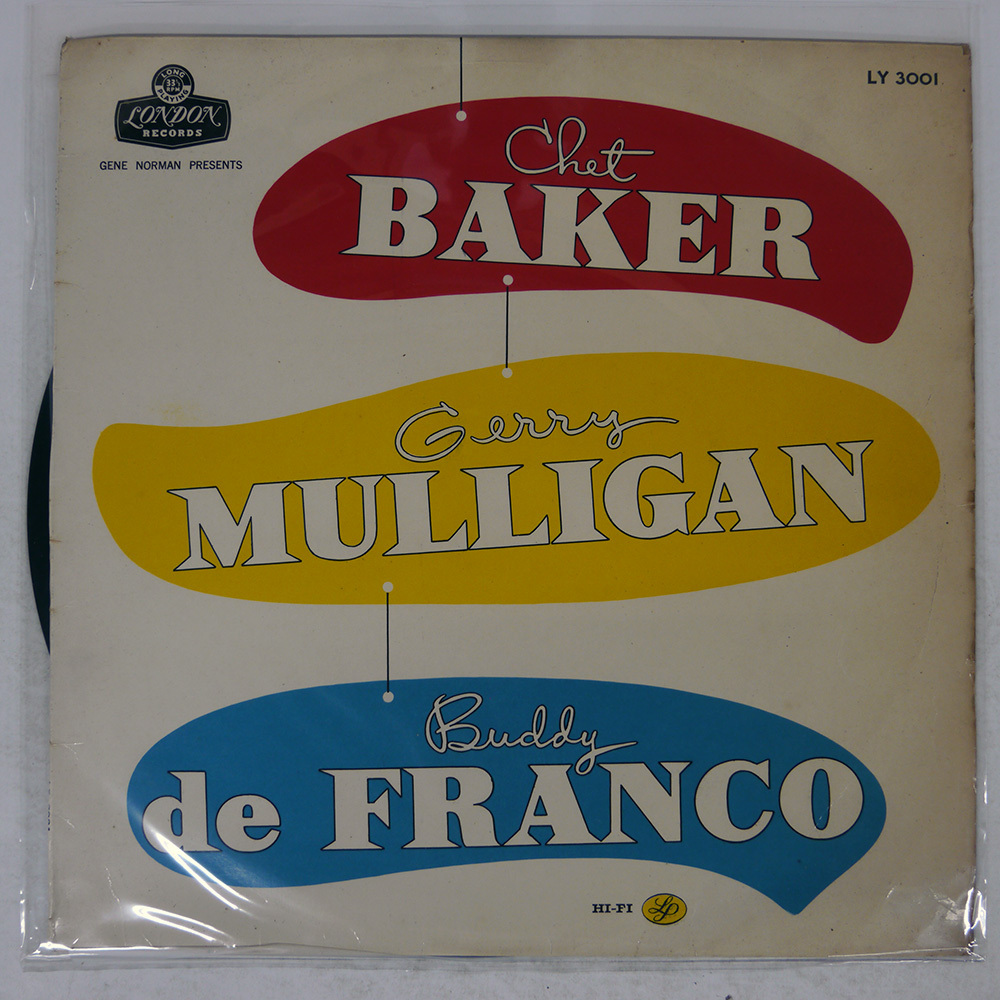 LONG
33⅓
RPM
PLAYING
LONDON
RECORDS
GENE NORMAN PRESENTS
LY 3001
Chet
BAKER
Gerry
MULLIGAN
Buddy
de FRANCO
HI-FI LP